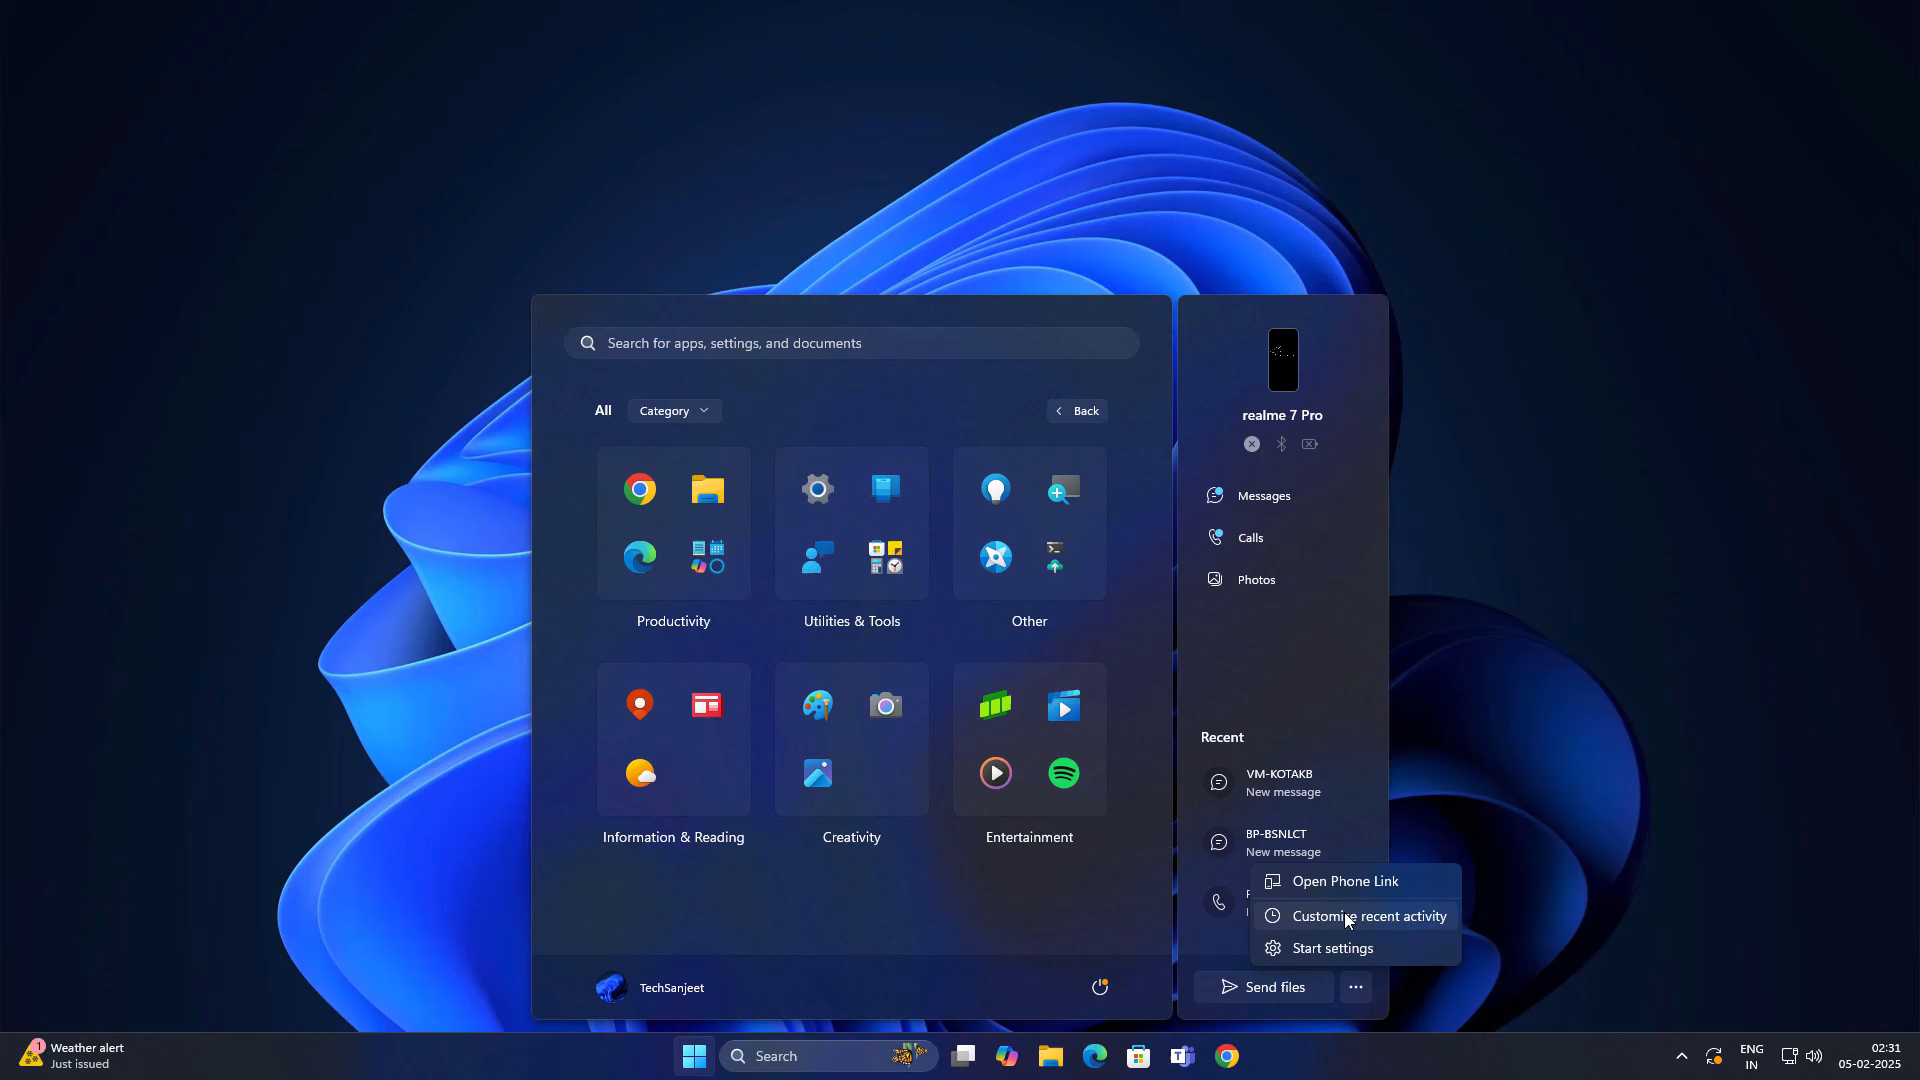 Search for apps, settings, and documents
All
Category
Back
Productivity
Utilities & Tools
Other
Information & Reading
Creativity
Entertainment
TechSanjeet
realme 7 Pro
Messages
Calls
Photos
Recent
VM-KOTAKB
New message
BP-BSNLCT
New message
Open Phone Link
Customise recent activity
Start settings
Send files
1
Weather alert
Just issued
Search
ENG
IN
02:31
05-02-2025